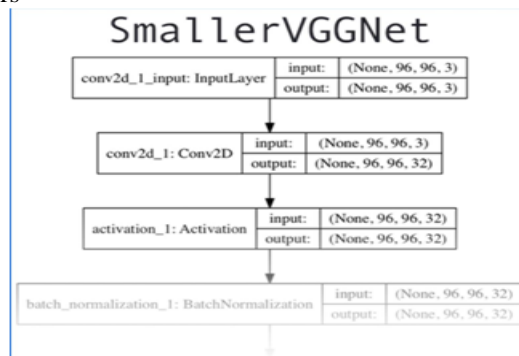 SmallerVGGNet
conv2d_1_input: InputLayer
input: (None, 96, 96, 3)
output: (None, 96, 96, 3)
conv2d_1: Conv2D
input: (None, 96, 96, 3)
output: (None, 96, 96, 32)
activation_1: Activation
input: (None, 96, 96, 32)
output: (None, 96, 96, 32)
batch_normalization_1: BatchNormalization
input: (None, 96, 96, 32)
output: (None, 96, 96, 32)